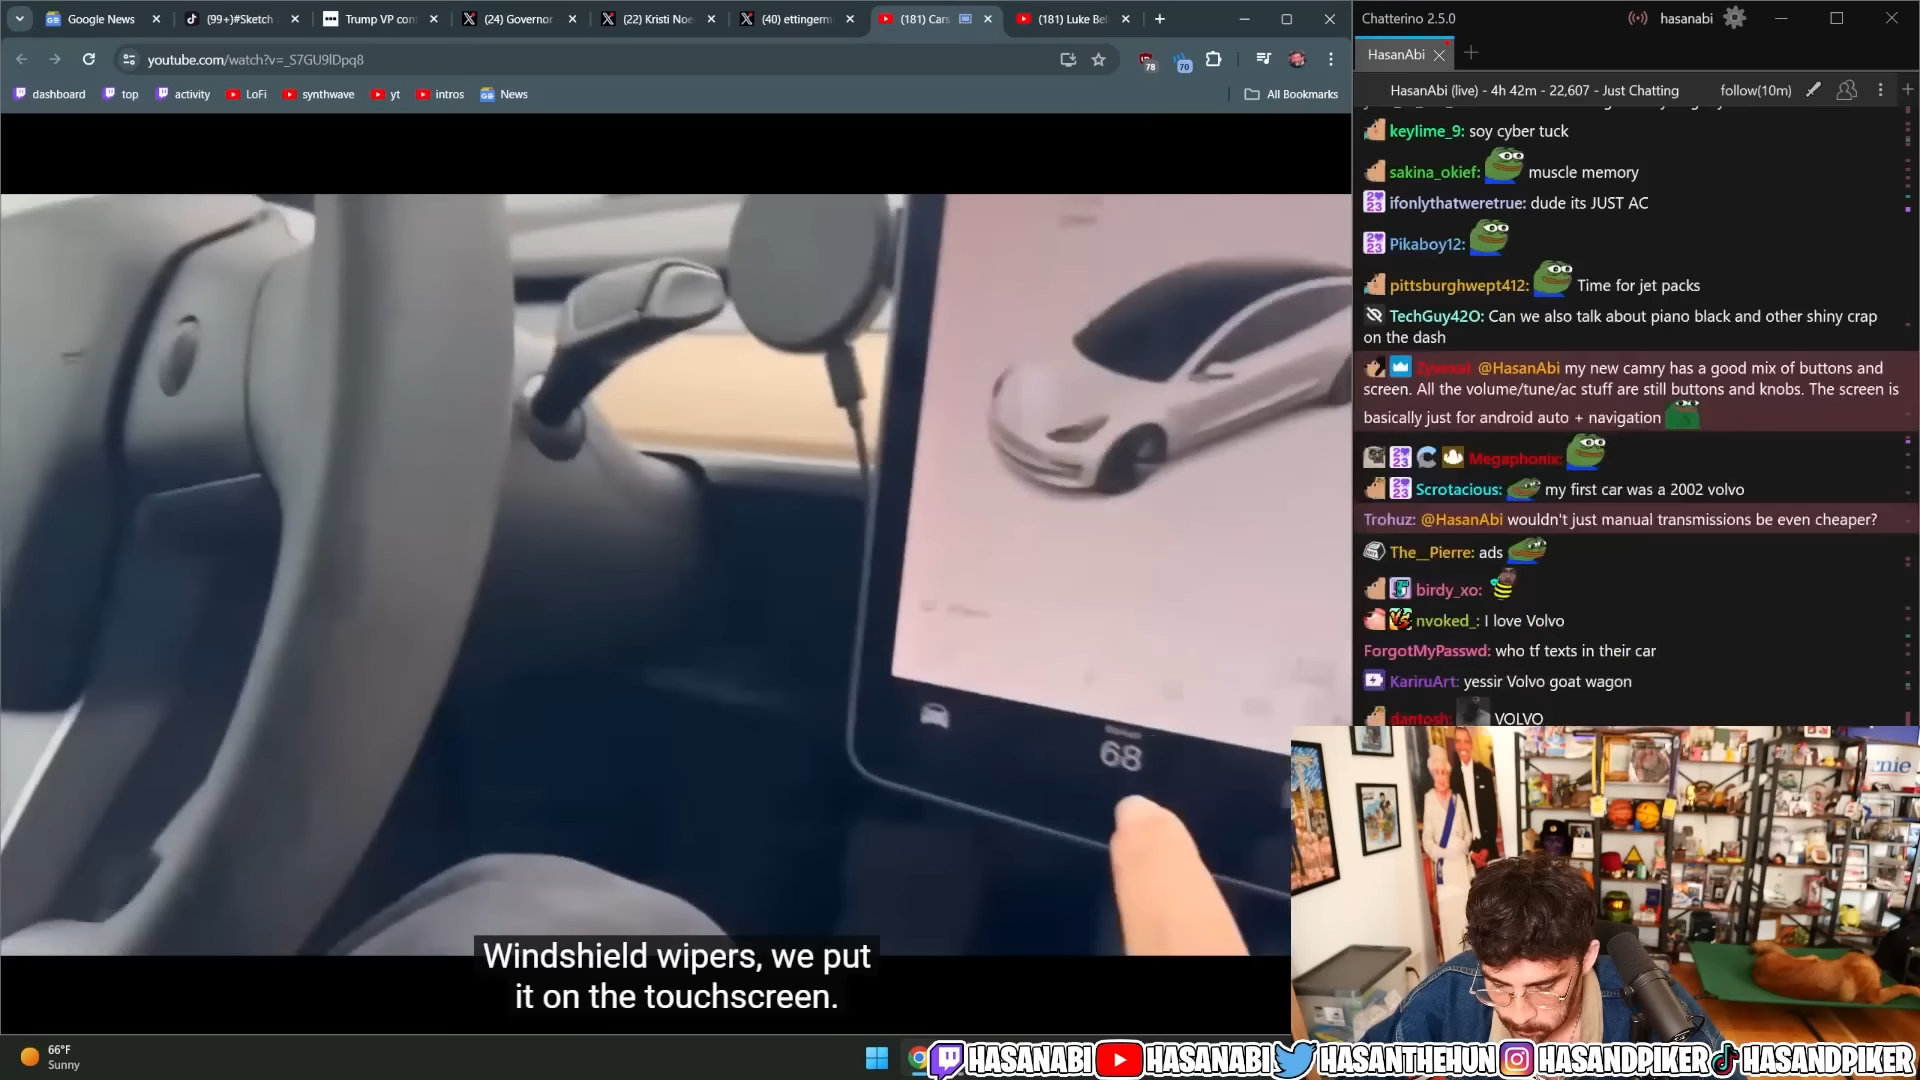 Google News
(99+)#Sketch
Trump VP con
(24) Governor
(22) Kristi Noe
(40) ettingerm
(181) Cars
(181) Luke Bel
youtube.com/watch?v=_S7GU9lDpq8
78
70
dashboard
top
activity
LoFi
synthwave
yt
intros
News
All Bookmarks
68
Windshield wipers, we put
it on the touchscreen.
Chatterino 2.5.0
hasanabi
HasanAbi
HasanAbi (live) - 4h 42m - 22,607 - Just Chatting
follow(10m)
keylime_9: soy cyber tuck
sakina_okief: muscle memory
ifonlythatweretrue: dude its JUST AC
Pikaboy12:
pittsburghwept412: Time for jet packs
TechGuy42O: Can we also talk about piano black and other shiny crap
on the dash
Zyvexal: @HasanAbi my new camry has a good mix of buttons and
screen. All the volume/tune/ac stuff are still buttons and knobs. The screen is
basically just for android auto + navigation
Megaphonix:
Scrotacious: my first car was a 2002 volvo
Trohuz: @HasanAbi wouldn't just manual transmissions be even cheaper?
The__Pierre: ads
birdy_xo:
nvoked_: I love Volvo
ForgotMyPasswd: who tf texts in their car
KariruArt: yessir Volvo goat wagon
dantosh: VOLVO
66°F
Sunny
HASANABI
HASANABI
HASANTHEHUN
HASANDPIKER
HASANDPIKER